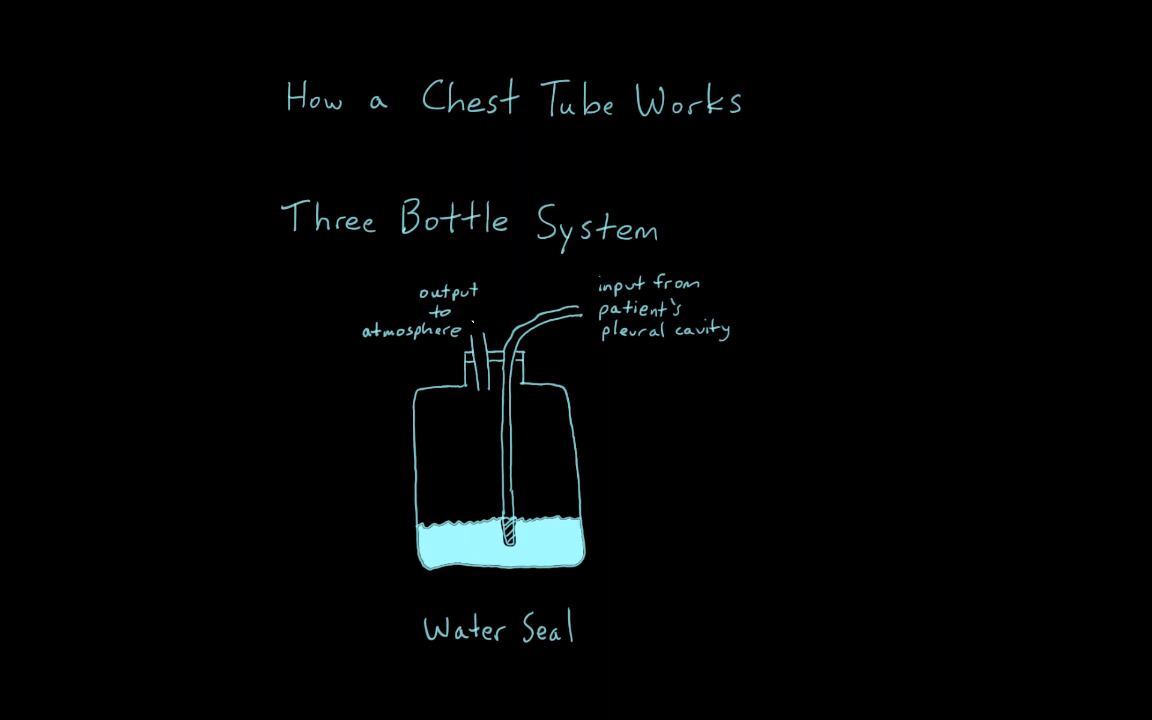 How a Chest Tube Works
Three Bottle System
output
to
atmosphere
input from
patient's
pleural cavity
Water Seal